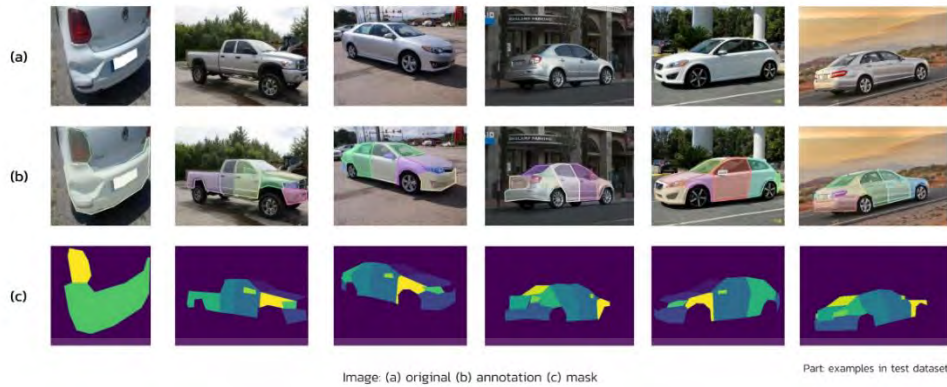 (a)
(b)
(c)
Image: (a) original (b) annotation (c) mask
Part: examples in test dataset